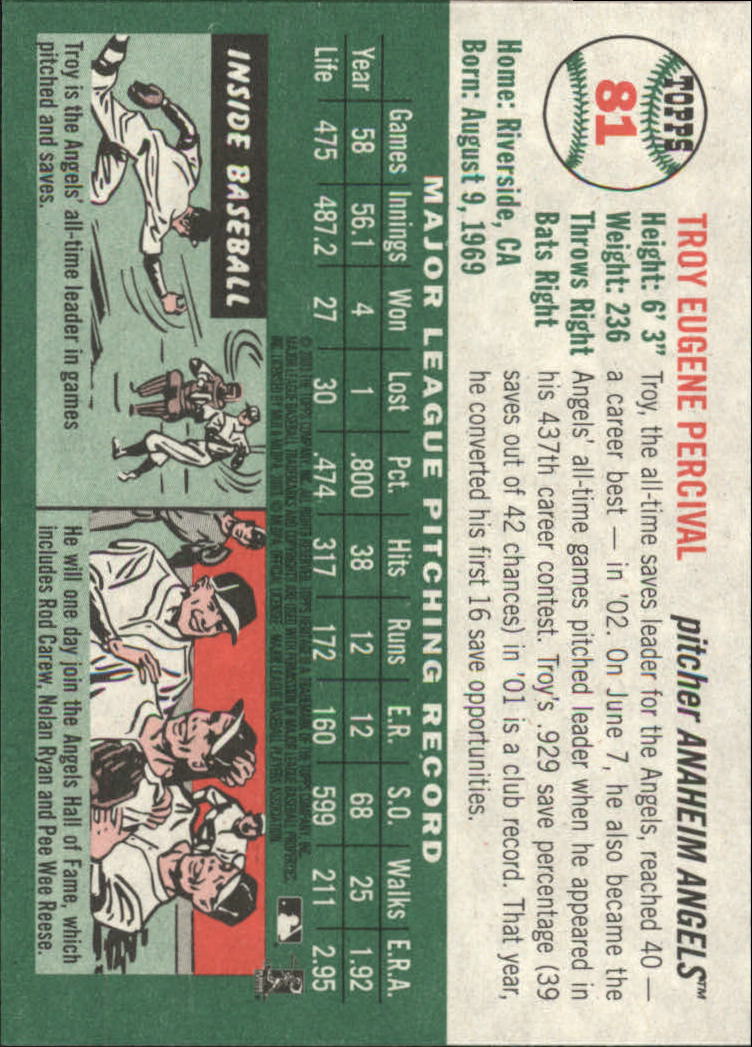 TOPPS
81
TROY EUGENE PERCIVAL pitcher ANAHEIM ANGELS™
Height: 6' 3"
Weight: 236
Throws Right
Bats Right
Home: Riverside, CA
Born: August 9, 1969
Troy, the all-time saves leader for the Angels, reached 40 —
a career best — in '02. On June 7, he also became the
Angels' all-time games pitched leader when he appeared in
his 437th career contest. Troy's .929 save percentage (39
saves out of 42 chances) in '01 is a club record. That year,
he converted his first 16 save opportunities.
MAJOR LEAGUE PITCHING RECORD
Games Innings Won Lost Pct. Hits Runs E.R. S.O. Walks E.R.A.
Year 58 56.1 4 1 .800 38 12 12 68 25 1.92
Life 475 487.2 27 30 .474 317 172 160 599 211 2.95
INSIDE BASEBALL
Troy is the Angels' all-time leader in games
pitched and saves.
He will one day join the Angels Hall of Fame, which
includes Rod Carew, Nolan Ryan and Pee Wee Reese.